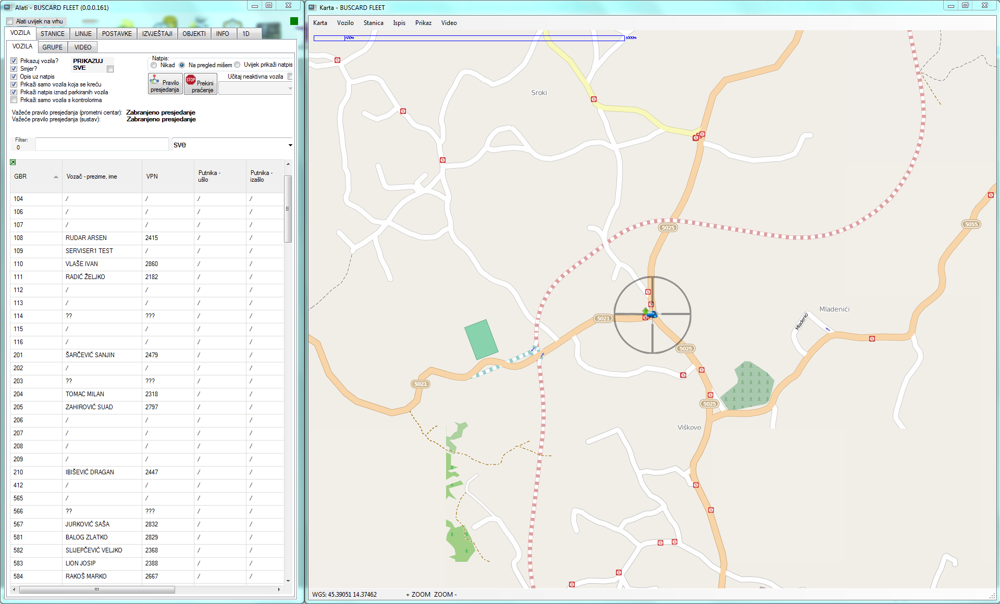 Alati - BUSCARD FLEET (0.0.0.161)
Alati uvijek na vrhu
VOZILA STANICE LINIJE POSTAVKE IZVJEŠTAJI OBJEKTI INFO 1D
VOZILA GRUPE VIDEO
Prikazuj vozila?
Smjer?
Opis uz natpis
Prikaži samo vozila koja se kreću
Prikaži natpis iznad parkiranih vozila
Prikaži samo vozila s kontrolorima
PRIKAZUJ
SVE
Natpis:
Nikad Na pregled mišem Uvijek prikaži natpis
Pravilo
presjedanja
STOP
Prekini
praćenje
Učitaj neaktivna vozila
Važeće pravilo presjedanja (prometni centar): Zabranjeno presjedanje
Važeće pravilo presjedanja (sustav): Zabranjeno presjedanje
Filter:
0
sve
GBR Vozač - prezime, ime VPN Putnika - ušlo Putnika - izašlo
104 / / / /
106 / / / /
107 / / / /
108 RUDAR ARSEN 2415 / /
109 SERVISER1 TEST / / /
110 VLAŠE IVAN 2860 / /
111 RADIĆ ŽELJKO 2182 / /
112 / / / /
113 / / / /
114 ?? ??? / /
115 / / / /
116 / / / /
201 ŠARČEVIĆ SANJIN 2479 / /
202 / / / /
203 ?? ??? / /
204 TOMAC MILAN 2318 / /
205 ZAHIROVIĆ SUAD 2797 / /
206 / / / /
207 / / / /
208 / / / /
209 / / / /
210 IBIŠEVIĆ DRAGAN 2447 / /
412 / / / /
565 / / / /
566 ?? ??? / /
567 JURKOVIĆ SAŠA 2832 / /
581 BALOG ZLATKO 2829 / /
582 SLIJEPČEVIĆ VELJKO 2368 / /
583 LION JOSIP 2388 / /
584 RAKOŠ MARKO 2667 / /
Karta - BUSCARD FLEET
Karta Vozilo Stanica Ispis Prikaz Video
100m 1000m
Sroki
5025
5055
Mladenići
Mladenići
5021
5025
5021
5025
Viškovo
WGS: 45.39051 14.37462 + ZOOM ZOOM -